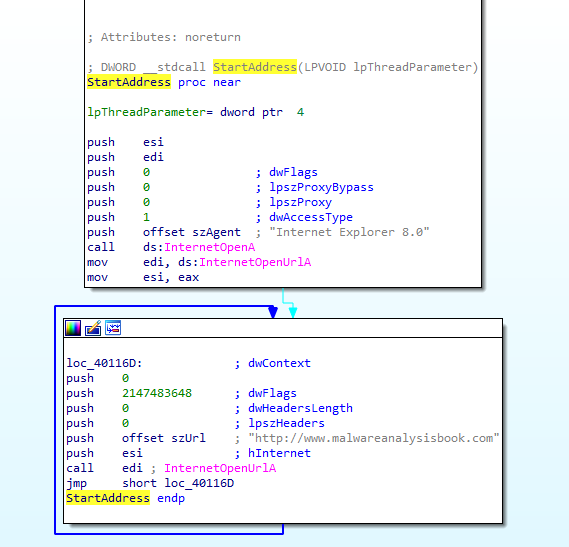 ; Attributes: noreturn
; DWORD __stdcall StartAddress(LPVOID lpThreadParameter)
StartAddress proc near
lpThreadParameter= dword ptr  4
push    esi
push    edi
push    0               ; dwFlags
push    0               ; lpszProxyBypass
push    0               ; lpszProxy
push    1               ; dwAccessType
push    offset szAgent  ; "Internet Explorer 8.0"
call    ds:InternetOpenA
mov     edi, ds:InternetOpenUrlA
mov     esi, eax
loc_40116D:             ; dwContext
push    0
push    2147483648      ; dwFlags
push    0               ; dwHeadersLength
push    0               ; lpszHeaders
push    offset szUrl    ; "http://www.malwareanalysisbook.com"
push    esi             ; hInternet
call    edi ; InternetOpenUrlA
jmp     short loc_40116D
StartAddress endp